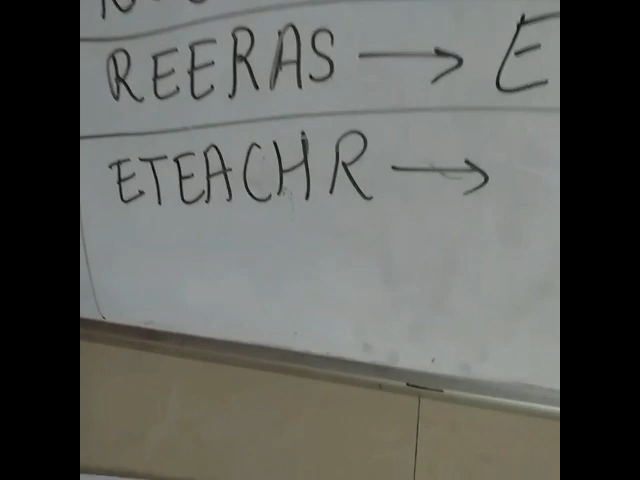 REERAS → E
ETEACHR →